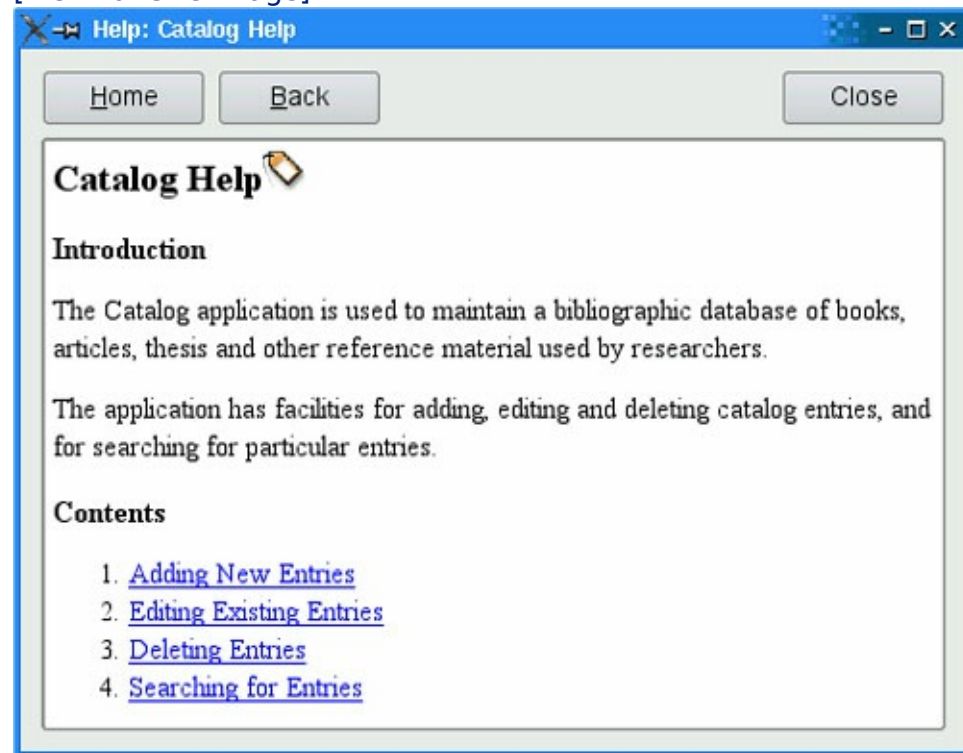 Help: Catalog Help
Home Back Close
Catalog Help
Introduction
The Catalog application is used to maintain a bibliographic database of books,
articles, thesis and other reference material used by researchers.
The application has facilities for adding, editing and deleting catalog entries, and
for searching for particular entries.
Contents
1. Adding New Entries
2. Editing Existing Entries
3. Deleting Entries
4. Searching for Entries